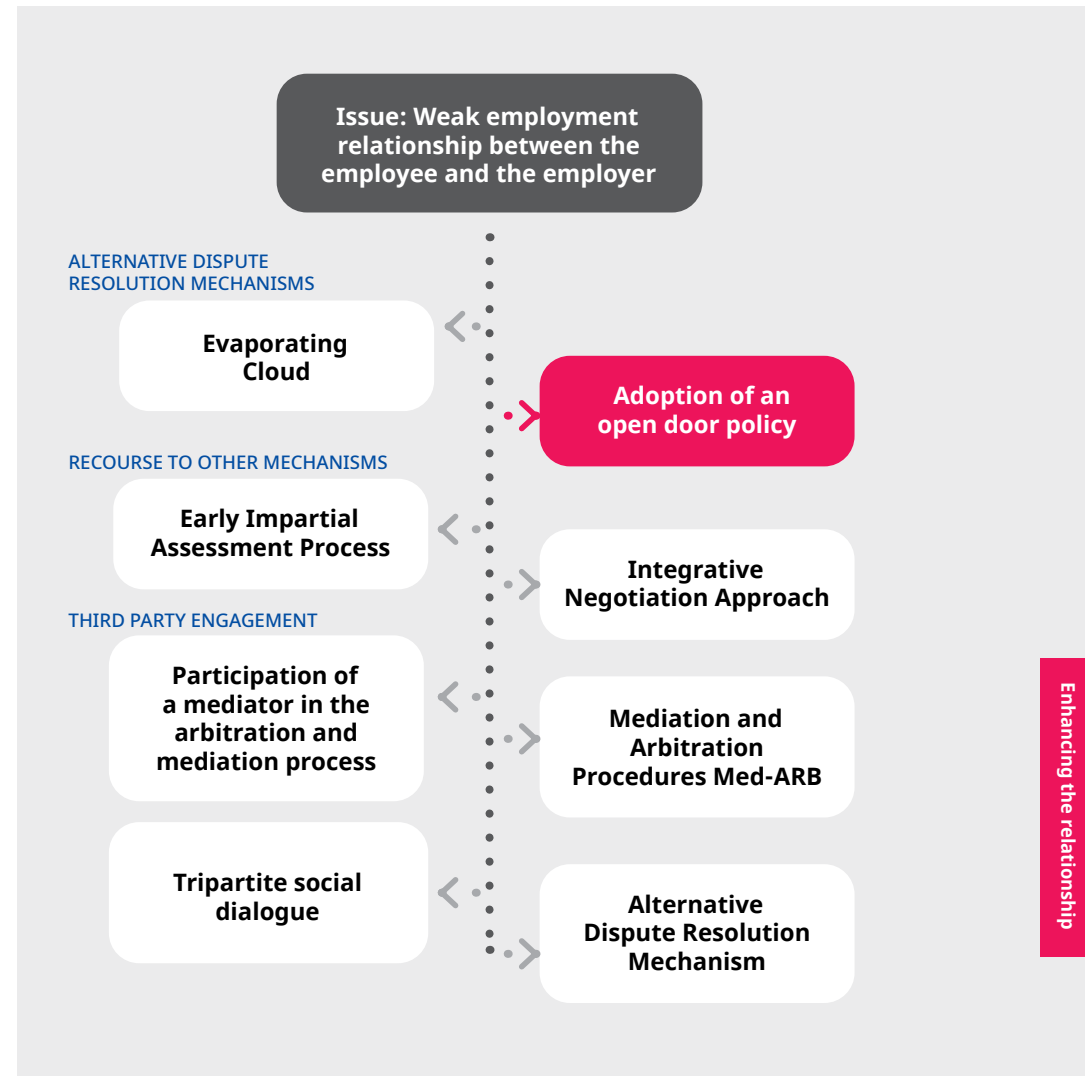 Issue: Weak employment
relationship between the
employee and the employer
ALTERNATIVE DISPUTE
RESOLUTION MECHANISMS
Evaporating
Cloud
Adoption of an
open door policy
RECOURSE TO OTHER MECHANISMS
Early Impartial
Assessment Process
Integrative
Negotiation Approach
THIRD PARTY ENGAGEMENT
Participation of
a mediator in the
arbitration and
mediation process
Mediation and
Arbitration
Procedures Med-ARB
Tripartite social
dialogue
Alternative
Dispute Resolution
Mechanism
Enhancing the relationship